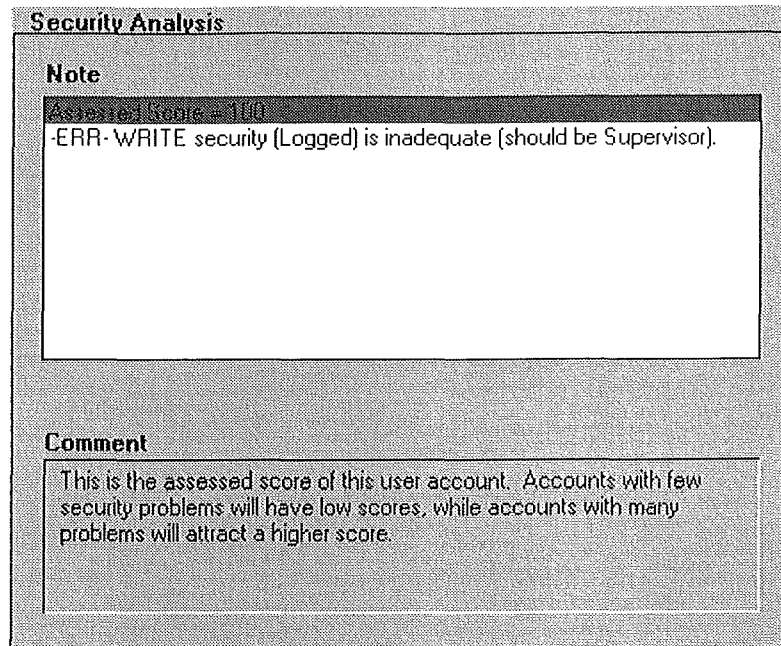 Security Analysis
Note
Assessed Score = 100
-ERR- WRITE security (Logged) is inadequate (should be Supervisor).
Comment
This is the assessed score of this user account. Accounts with few
security problems will have low scores, while accounts with many
problems will attract a higher score.